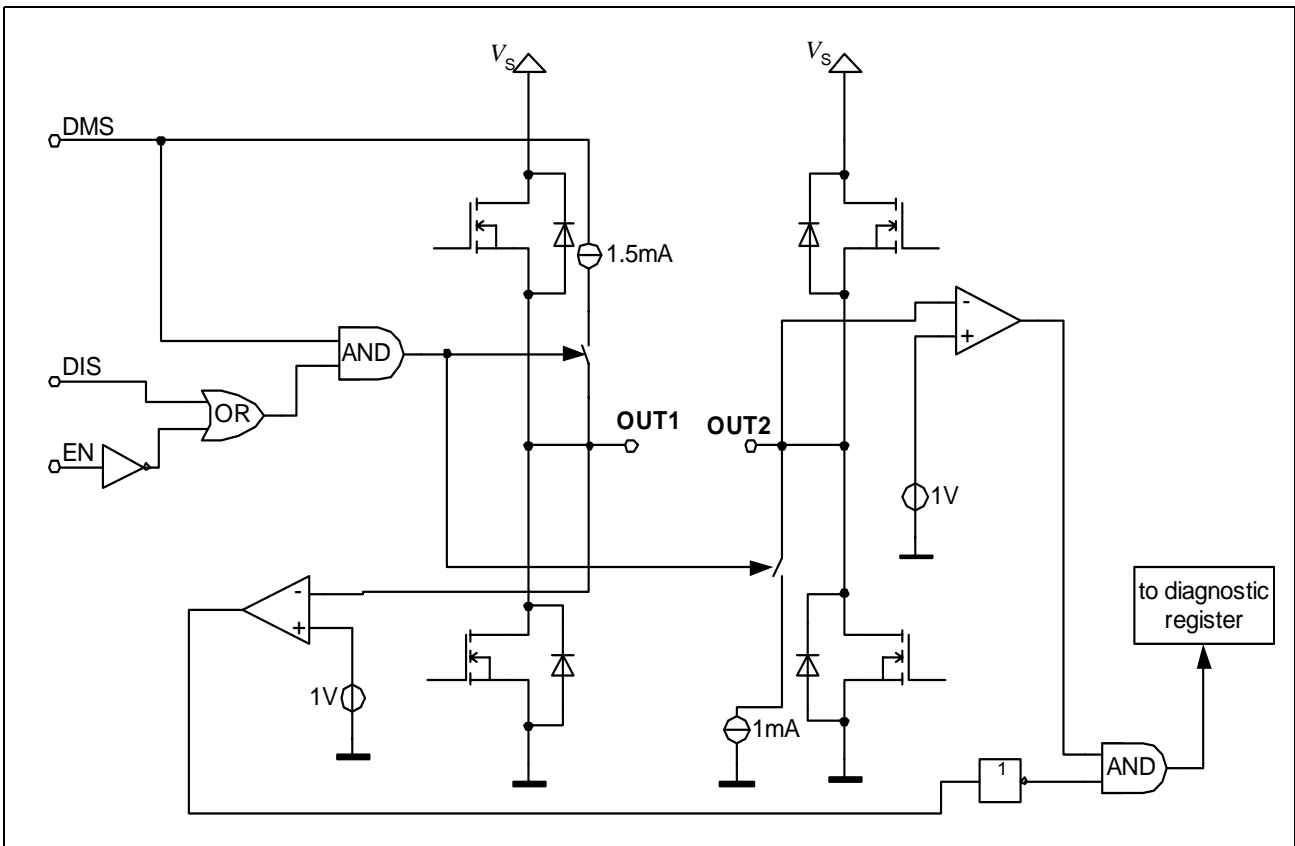 VS
VS
DMS
1.5mA
-
+
AND
DIS
OR
OUT1
OUT2
EN
1V
-
+
to diagnostic
register
1V
1mA
1
AND